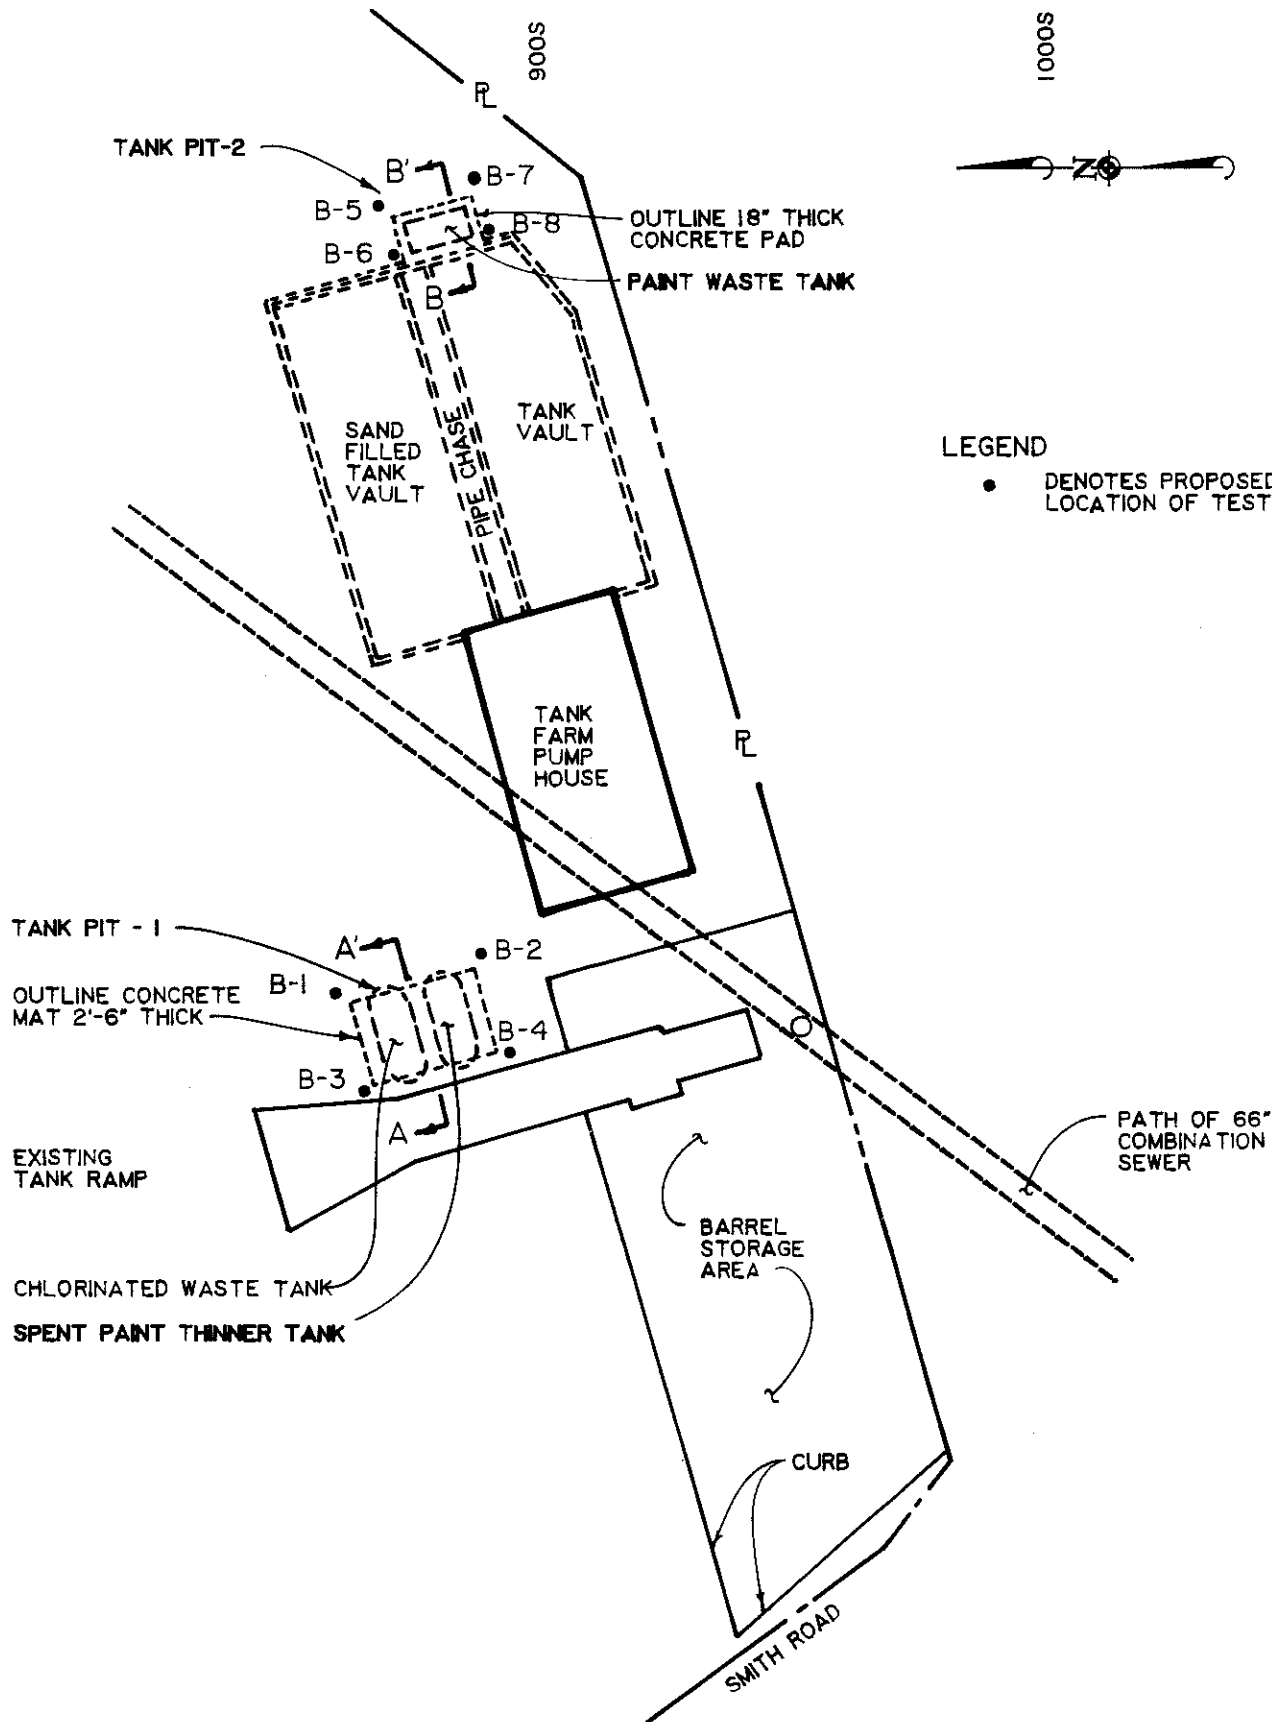 900S
1000S
PL
TANK PIT-2
B'
B-7
B-5
B-8
OUTLINE 18" THICK
CONCRETE PAD
N
B-6
B
PAINT WASTE TANK
SAND
FILLED
TANK
VAULT
PIPE CHASE
TANK
VAULT
LEGEND
DENOTES PROPOSED
LOCATION OF TEST
TANK
FARM
PUMP
HOUSE
PL
TANK PIT - 1
A'
B-2
B-1
OUTLINE CONCRETE
MAT 2'-6" THICK
B-4
B-3
A
EXISTING
TANK RAMP
PATH OF 66"
COMBINATION
SEWER
BARREL
STORAGE
AREA
CHLORINATED WASTE TANK
SPENT PAINT THINNER TANK
CURB
SMITH ROAD